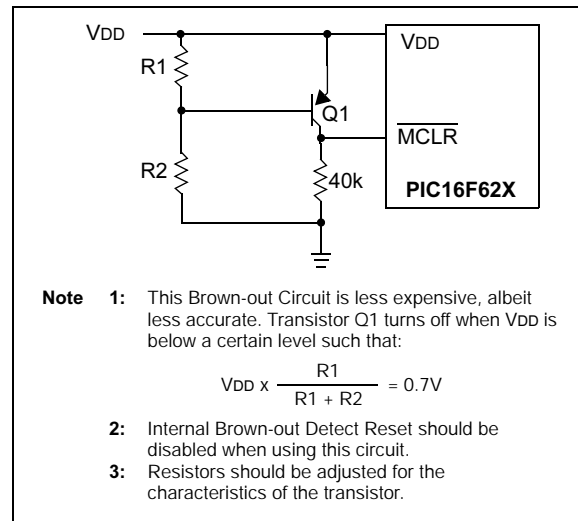 VDD
VDD
R1
Q1
MCLR
R2
40k
PIC16F62X
Note 1: This Brown-out Circuit is less expensive, albeit
less accurate. Transistor Q1 turns off when VDD is
below a certain level such that:
VDD x R1 / R1 + R2 = 0.7V
2: Internal Brown-out Detect Reset should be
disabled when using this circuit.
3: Resistors should be adjusted for the
characteristics of the transistor.